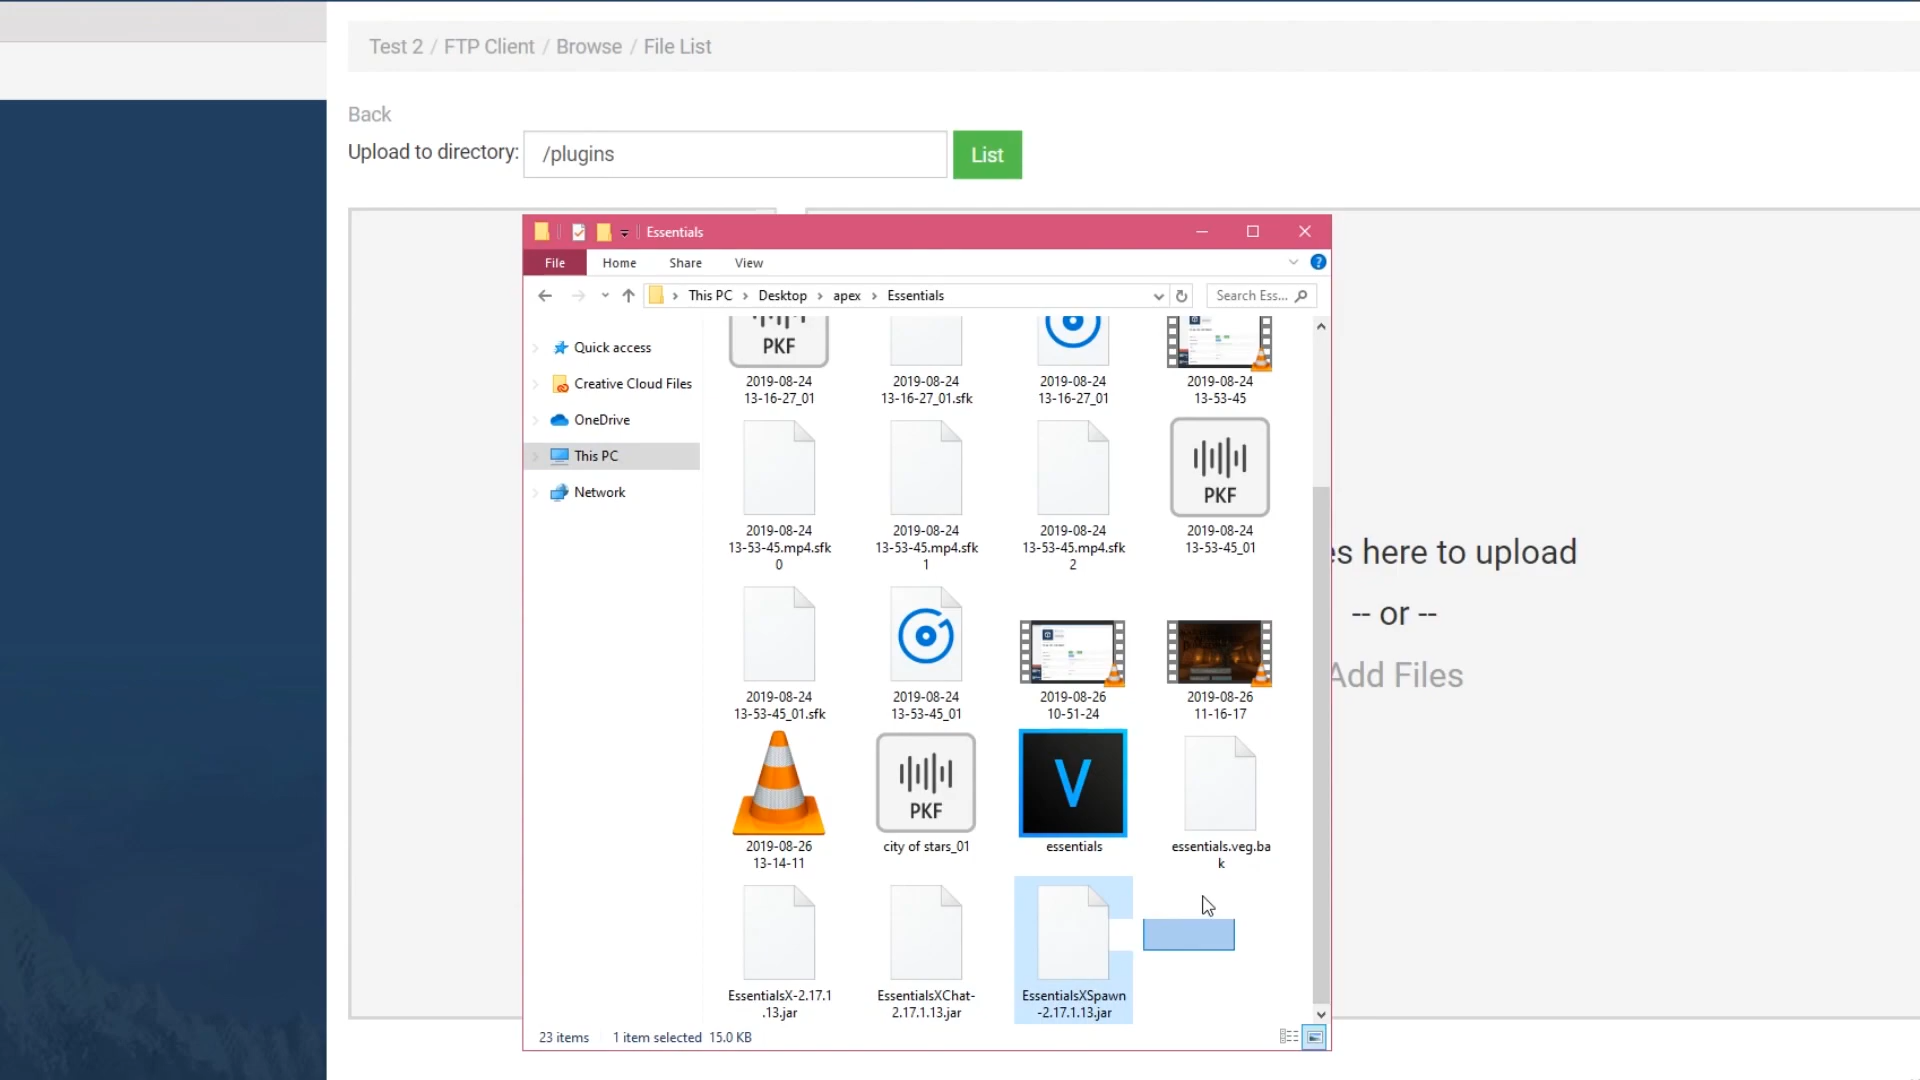 Test 2 / FTP Client / Browse / File List
Back
Upload to directory: /plugins List
Essentials
File Home Share View
This PC Desktop apex Essentials Search Ess...
Quick access
Creative Cloud Files
OneDrive
This PC
Network
PKF
2019-08-24
13-16-27_01
2019-08-24
13-16-27_01.sfk
2019-08-24
13-16-27_01
2019-08-24
13-53-45
PKF
2019-08-24
13-53-45.mp4.sfk
0
2019-08-24
13-53-45.mp4.sfk
1
2019-08-24
13-53-45.mp4.sfk
2
2019-08-24
13-53-45_01
2019-08-24
13-53-45_01.sfk
2019-08-24
13-53-45_01
2019-08-26
10-51-24
2019-08-26
11-16-17
PKF
V
2019-08-26
13-14-11
city of stars_01
essentials
essentials.veg.ba
k
EssentialsX-2.17.1
.13.jar
EssentialsXChat-
2.17.1.13.jar
EssentialsXSpawn
-2.17.1.13.jar
23 items 1 item selected 15.0 KB
es here to upload
-- or --
Add Files